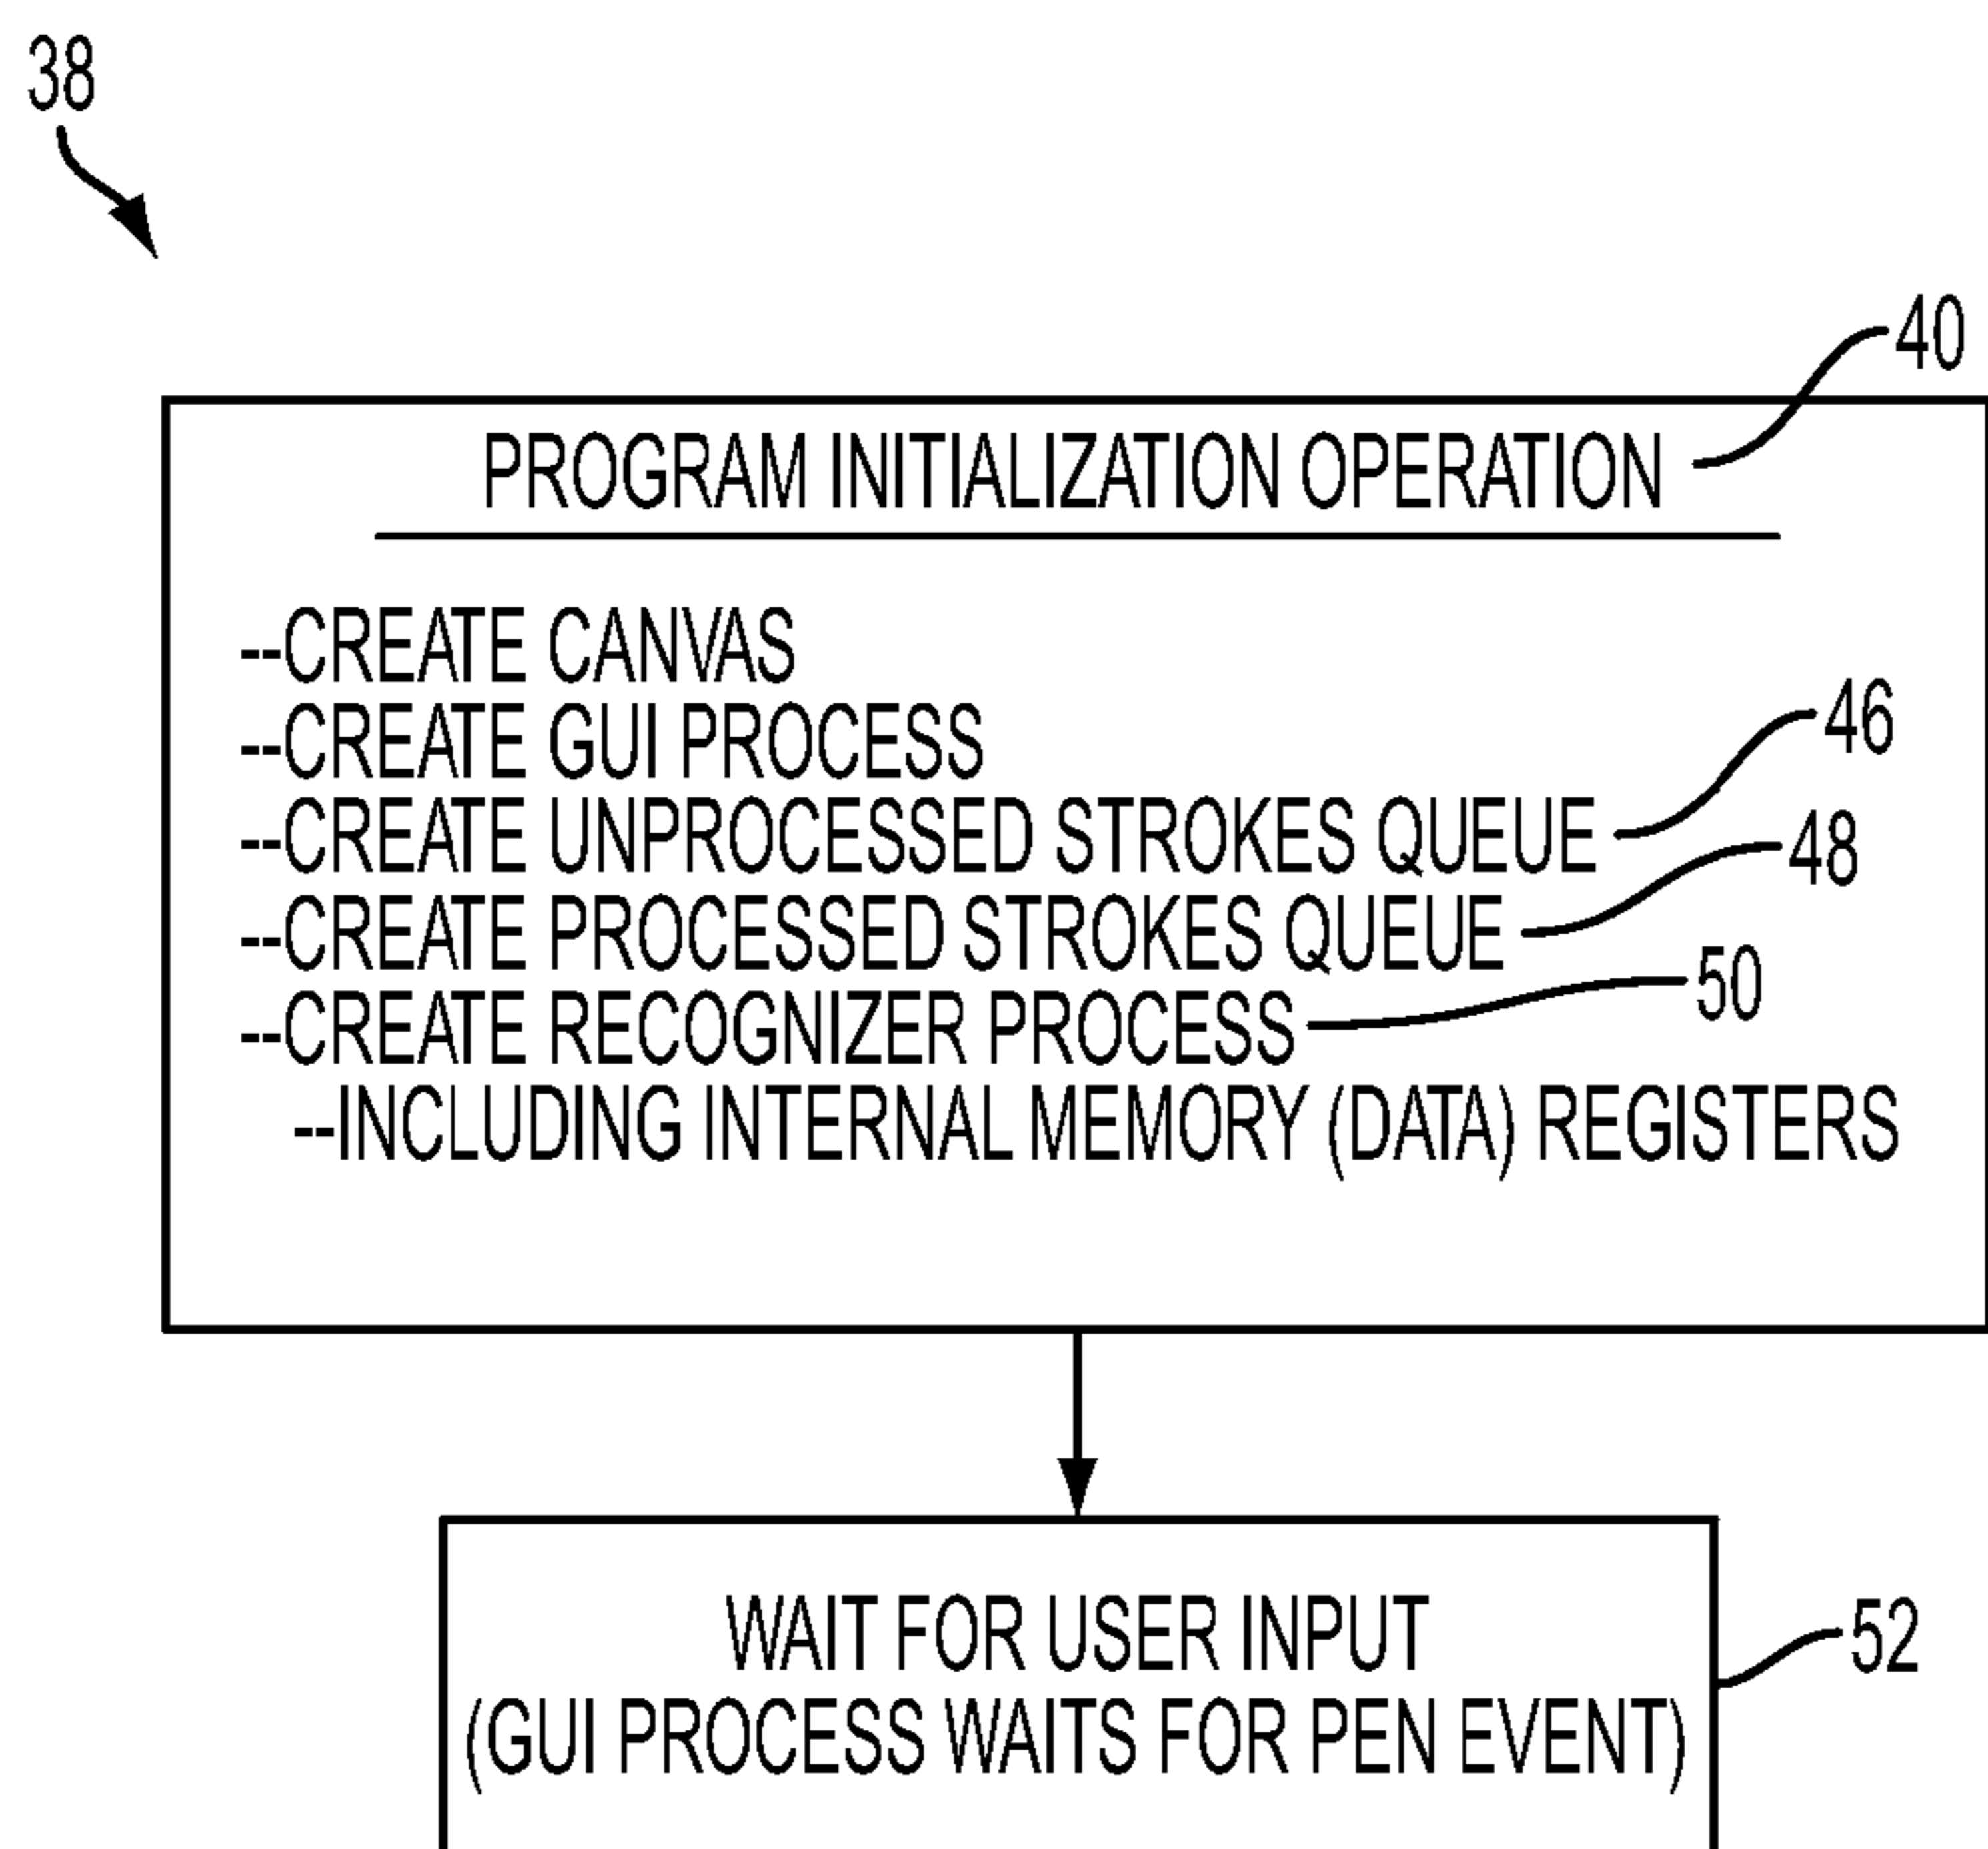 38
40
PROGRAM INITIALIZATION OPERATION
--CREATE CANVAS
--CREATE GUI PROCESS
--CREATE UNPROCESSED STROKES QUEUE
46
--CREATE PROCESSED STROKES QUEUE
48
--CREATE RECOGNIZER PROCESS
50
--INCLUDING INTERNAL MEMORY (DATA) REGISTERS
WAIT FOR USER INPUT
52
(GUI PROCESS WAITS FOR PEN EVENT)